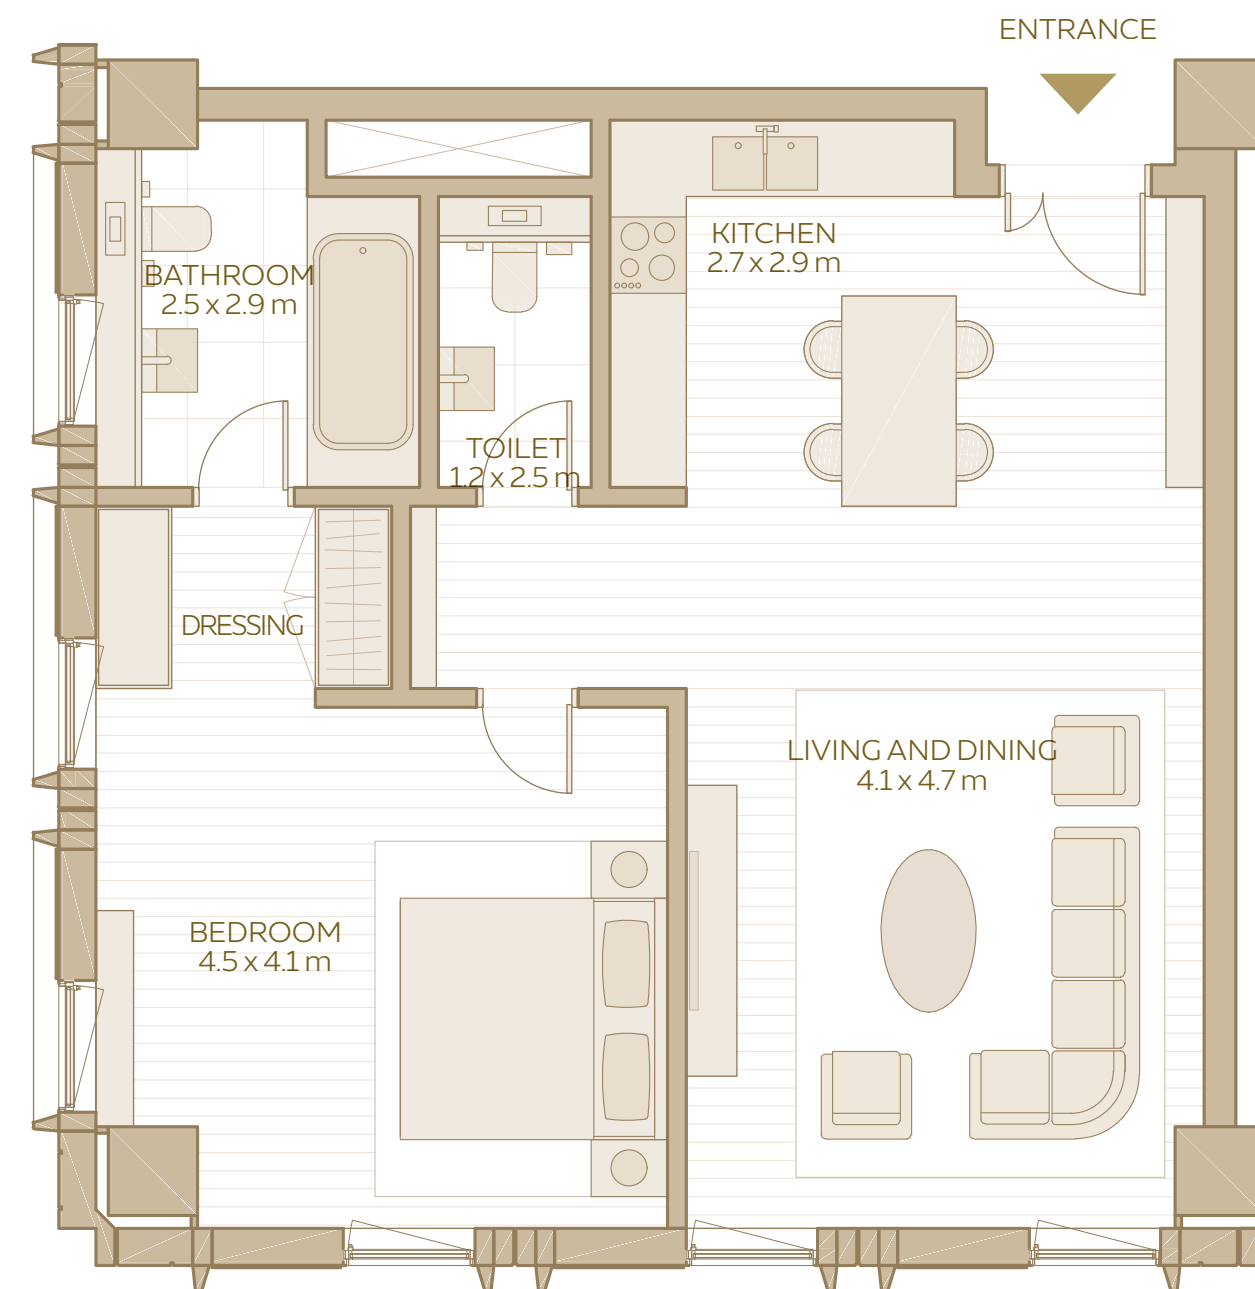 ENTRANCE
KITCHEN
2.7 x 2.9 m
BATHROOM
2.5 x 2.9 m
TOILET
1.2 x 2.5 m
DRESSING
LIVING AND DINING
4.1 x 4.7 m
BEDROOM
4.5 x 4.1 m